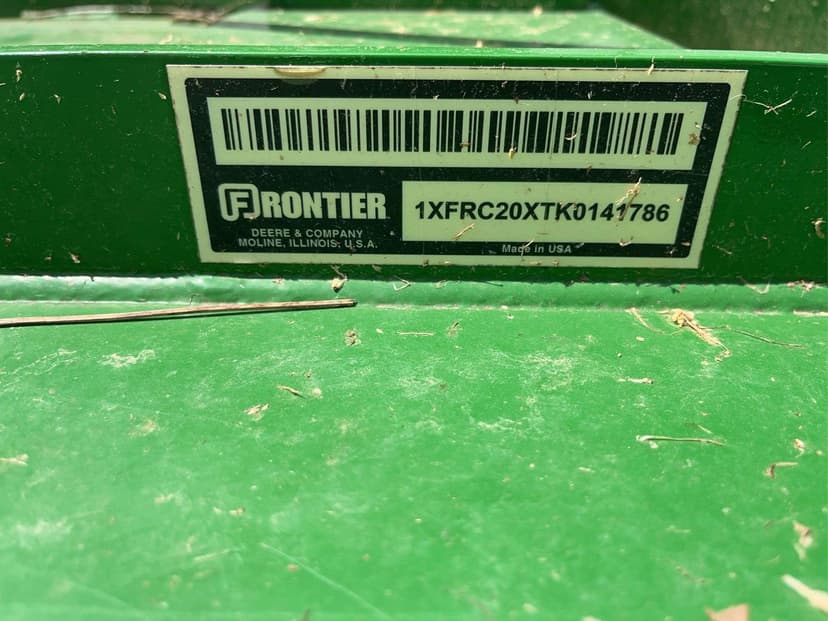 FRONTIER
DEERE & COMPANY
MOLINE, ILLINOIS, U.S.A.
1XFRC20XTK0141786
Made in USA